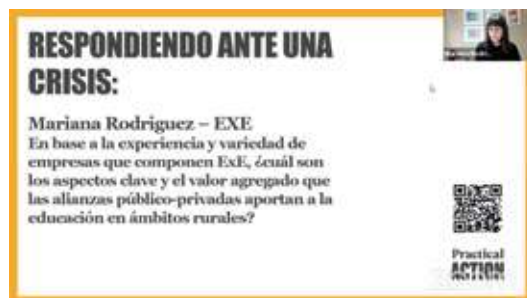 RESPONDIENDO ANTE UNA
CRISIS:
Mariana Rodriguez – EXE
En base a la experiencia y variedad de
empresas que componen ExE, ¿cuál son
los aspectos clave y el valor agregado que
las alianzas público-privadas aportan a la
educación en ámbitos rurales?
Practical
ACTION